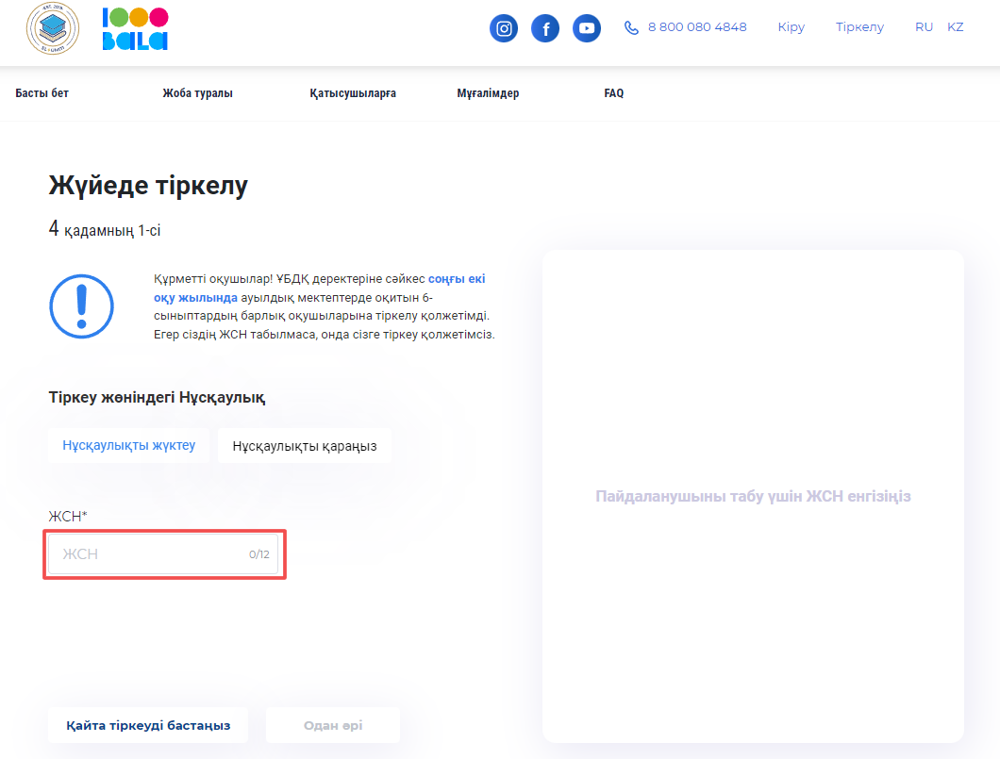 1000
bala
8 800 080 4848
Кіру
Тіркелу
RU
KZ
Басты бет
Жоба туралы
Қатысушыларға
Мұғалімдер
FAQ
Жүйеде тіркелу
4 қадамның 1-сі
Құрметті оқушылар! ҰБДҚ деректеріне сәйкес соңғы екі
оқу жылында ауылдық мектептерде оқитын 6-
сыныптардың барлық оқушыларына тіркелу қолжетімді.
Егер сіздің ЖСН табылмаса, онда сізге тіркеу қолжетімсіз.
Тіркеу жөніндегі Нұсқаулық
Нұсқаулықты жүктеу
Нұсқаулықты қараңыз
ЖСН*
ЖСН
0/12
Пайдаланушыны табу үшін ЖСН енгізіңіз
Қайта тіркеуді бастаңыз
Одан әрі